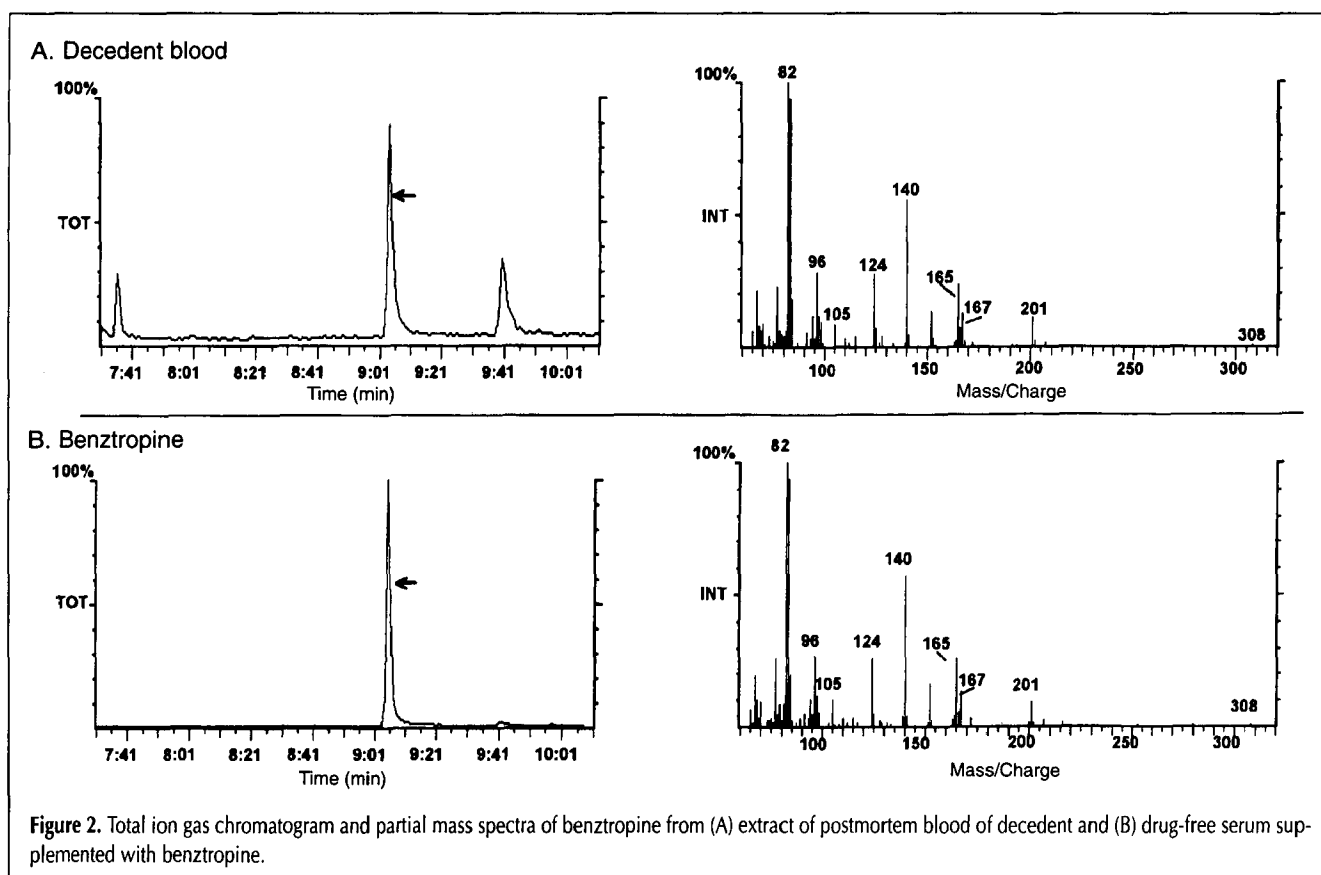 A. Decedent blood
100%
TOT
7:41 8:01 8:21 8:41 9:01 9:21 9:41 10:01
Time (min)
100%
82
INT
96
105
124
140
165
167
201
308
100 150 200 250 300
Mass/Charge
B. Benztropine
100%
TOT
7:41 8:01 8:21 8:41 9:01 9:21 9:41 10:01
Time (min)
100%
82
INT
96
105
124
140
165
167
201
308
100 150 200 250 300
Mass/Charge
Figure 2. Total ion gas chromatogram and partial mass spectra of benztropine from (A) extract of postmortem blood of decedent and (B) drug-free serum sup-
plemented with benztropine.